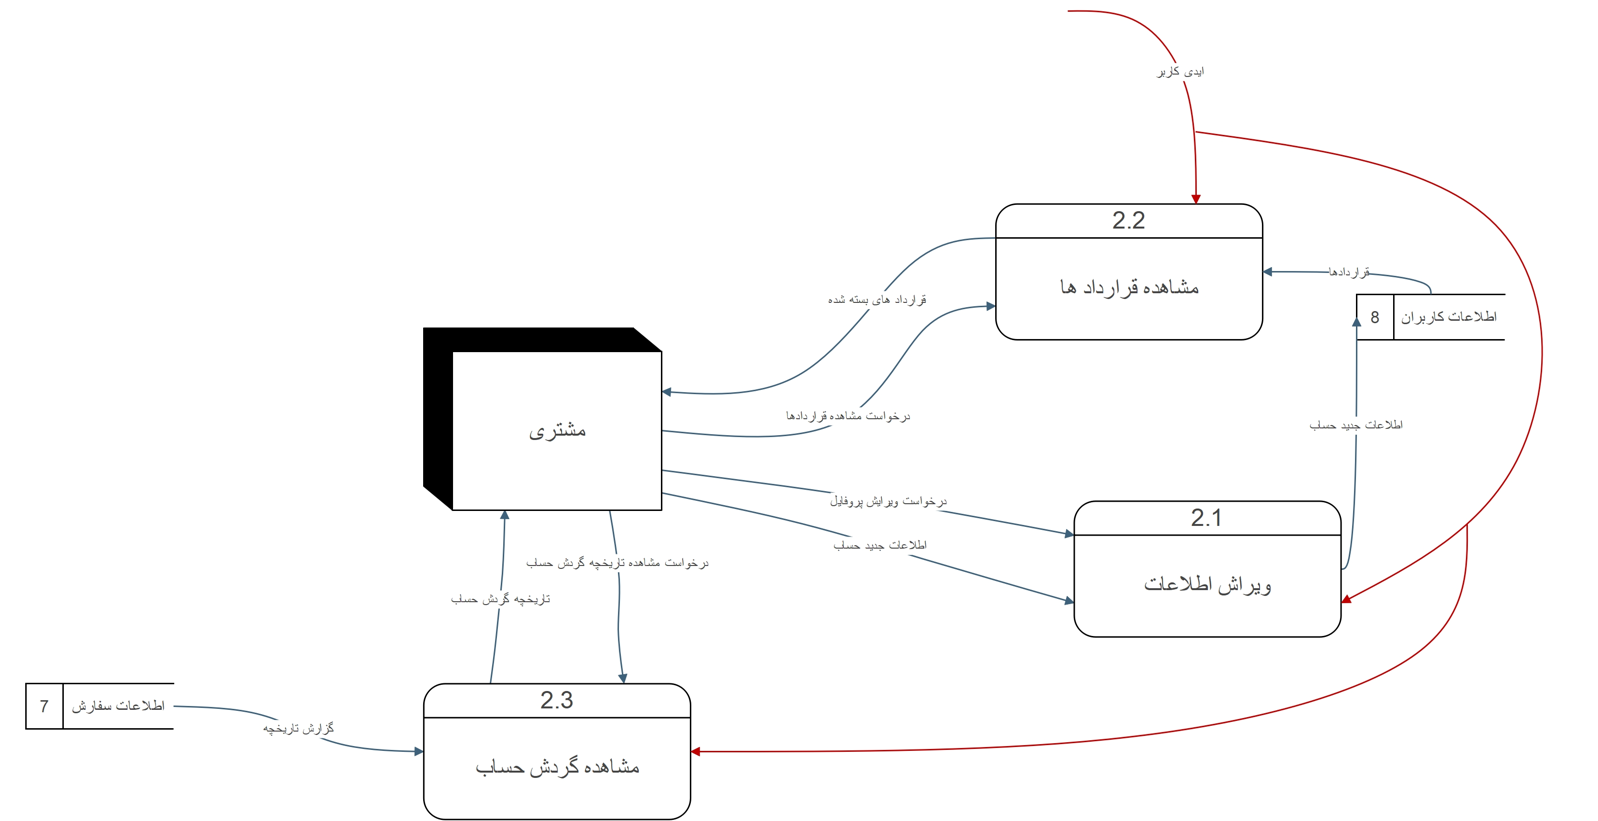 ایدی کاربر
2.2
مشاهده قرارداد ها
قراردادها
8
اطلاعات کاربران
قرارداد های بسته شده
درخواست مشاهده قراردادها
مشتری
اطلاعات جدید حساب
درخواست ویرایش پروفایل
اطلاعات جدید حساب
2.1
ویراش اطلاعات
درخواست مشاهده تاریخچه گردش حساب
تاریخچه گردش حساب
2.3
مشاهده گردش حساب
7
اطلاعات سفارش
گزارش تاریخچه